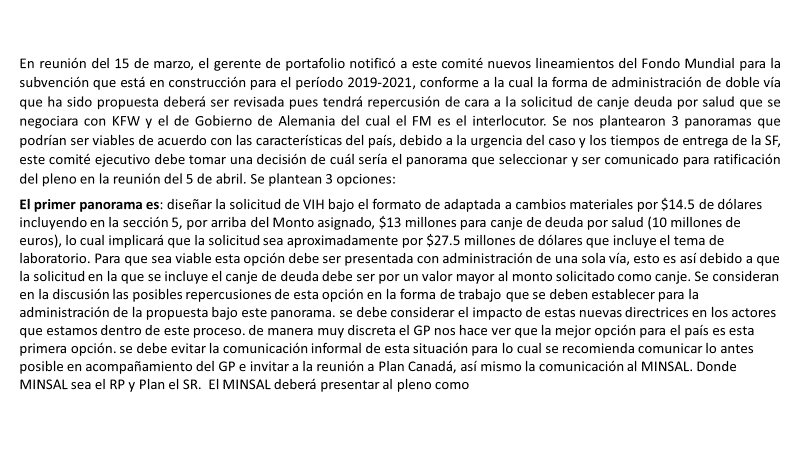 En reunión del 15 de marzo, el gerente de portafolio notificó a este comité nuevos lineamientos del Fondo Mundial para la
subvención que está en construcción para el período 2019-2021, conforme a la cual la forma de administración de doble vía
que ha sido propuesta deberá ser revisada pues tendrá repercusión de cara a la solicitud de canje deuda por salud que se
negociara con KFW y el de Gobierno de Alemania del cual el FM es el interlocutor. Se nos plantearon 3 panoramas que
podrían ser viables de acuerdo con las características del país, debido a la urgencia del caso y los tiempos de entrega de la SF,
este comité ejecutivo debe tomar una decisión de cuál sería el panorama que seleccionar y ser comunicado para ratificación
del pleno en la reunión del 5 de abril. Se plantean 3 opciones:
El primer panorama es: diseñar la solicitud de VIH bajo el formato de adaptada a cambios materiales por $14.5 de dólares
incluyendo en la sección 5, por arriba del Monto asignado, $13 millones para canje de deuda por salud (10 millones de
euros), lo cual implicará que la solicitud sea aproximadamente por $27.5 millones de dólares que incluye el tema de
laboratorio. Para que sea viable esta opción debe ser presentada con administración de una sola vía, esto es así debido a que
la solicitud en la que se incluye el canje de deuda debe ser por un valor mayor al monto solicitado como canje. Se consideran
en la discusión las posibles repercusiones de esta opción en la forma de trabajo que se deben establecer para la
administración de la propuesta bajo este panorama. se debe considerar el impacto de estas nuevas directrices en los actores
que estamos dentro de este proceso. de manera muy discreta el GP nos hace ver que la mejor opción para el país es esta
primera opción. se debe evitar la comunicación informal de esta situación para lo cual se recomienda comunicar lo antes
posible en acompañamiento del GP e invitar a la reunión a Plan Canadá, así mismo la comunicación al MINSAL. Donde
MINSAL sea el RP y Plan el SR. El MINSAL deberá presentar al pleno como